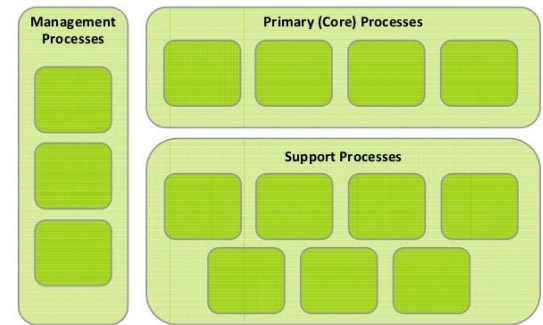 Management
Processes
Primary (Core) Processes
Support Processes